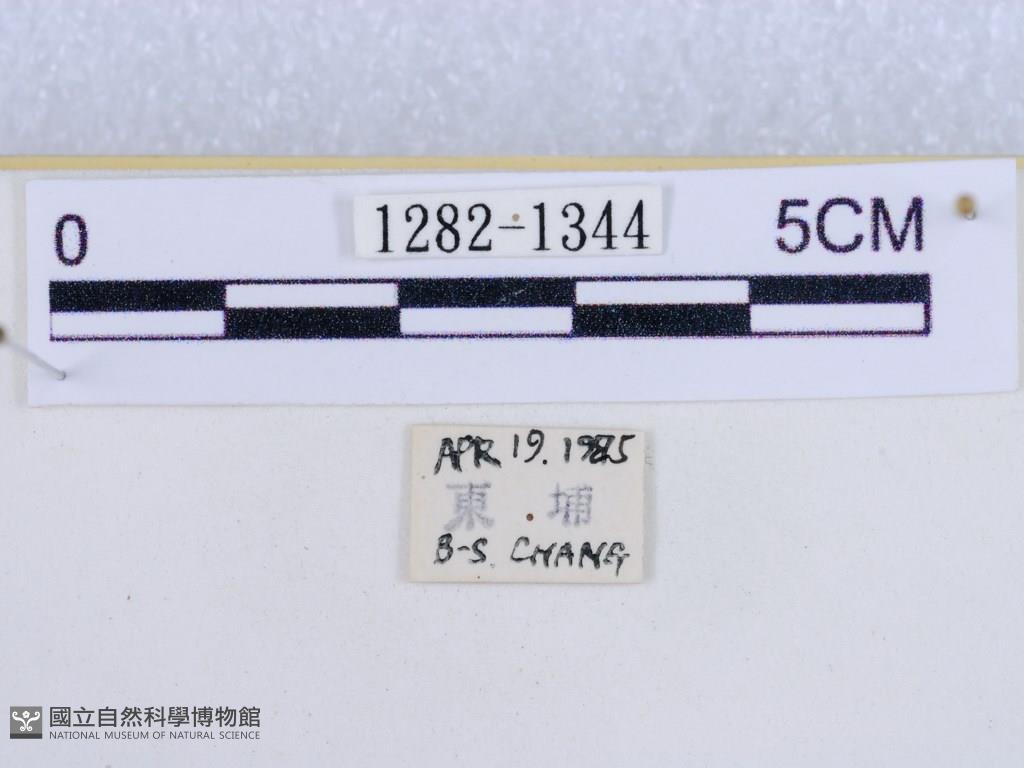 0 1282-1344 5CM
APR 19. 1985
東 埔
B-S. CHANG
國立自然科學博物館
NATIONAL MUSEUM OF NATURAL SCIENCE